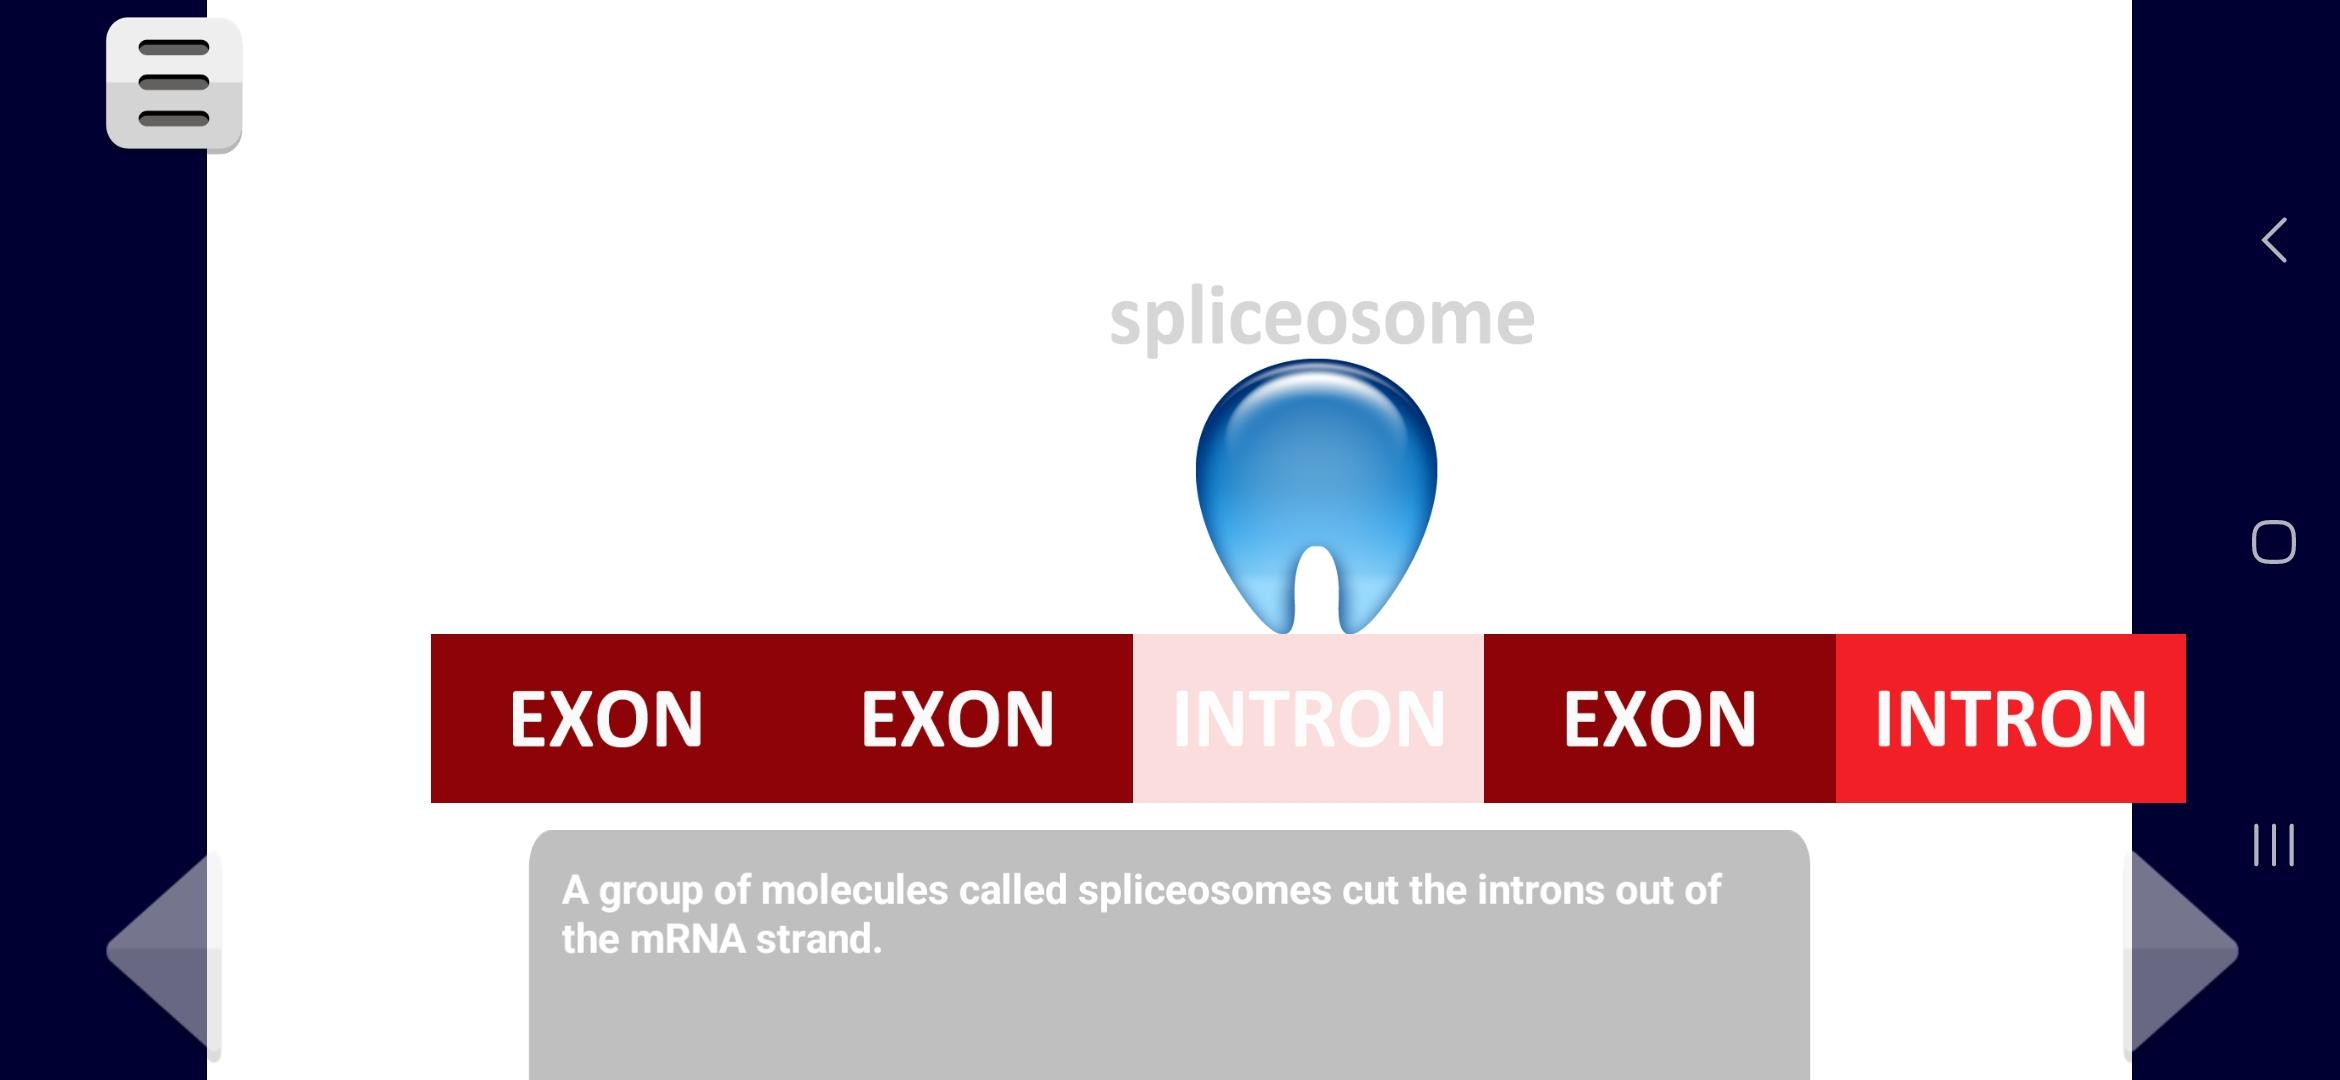 spliceosome
EXON EXON INTRON EXON INTRON
A group of molecules called spliceosomes cut the introns out of
the mRNA strand.